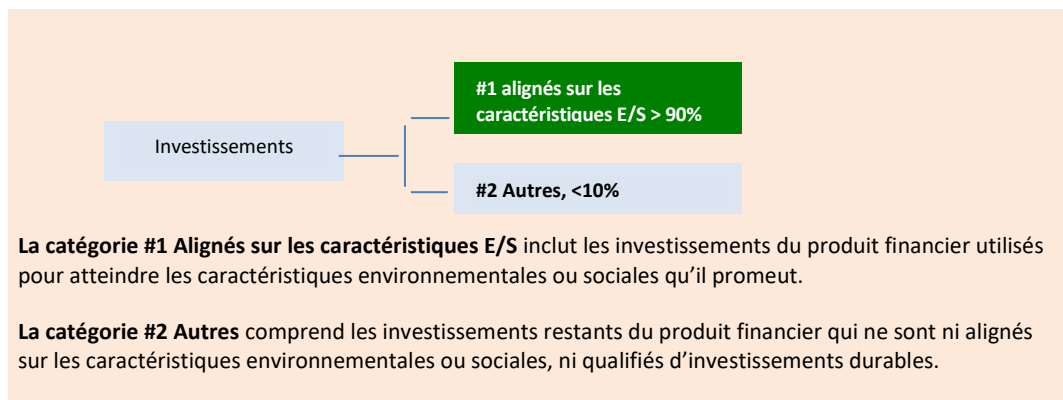 #1 alignés sur les
caractéristiques E/S > 90%
Investissements
#2 Autres, <10%
La catégorie #1 Alignés sur les caractéristiques E/S inclut les investissements du produit financier utilisés
pour atteindre les caractéristiques environnementales ou sociales qu’il promeut.
La catégorie #2 Autres comprend les investissements restants du produit financier qui ne sont ni alignés
sur les caractéristiques environnementales ou sociales, ni qualifiés d’investissements durables.